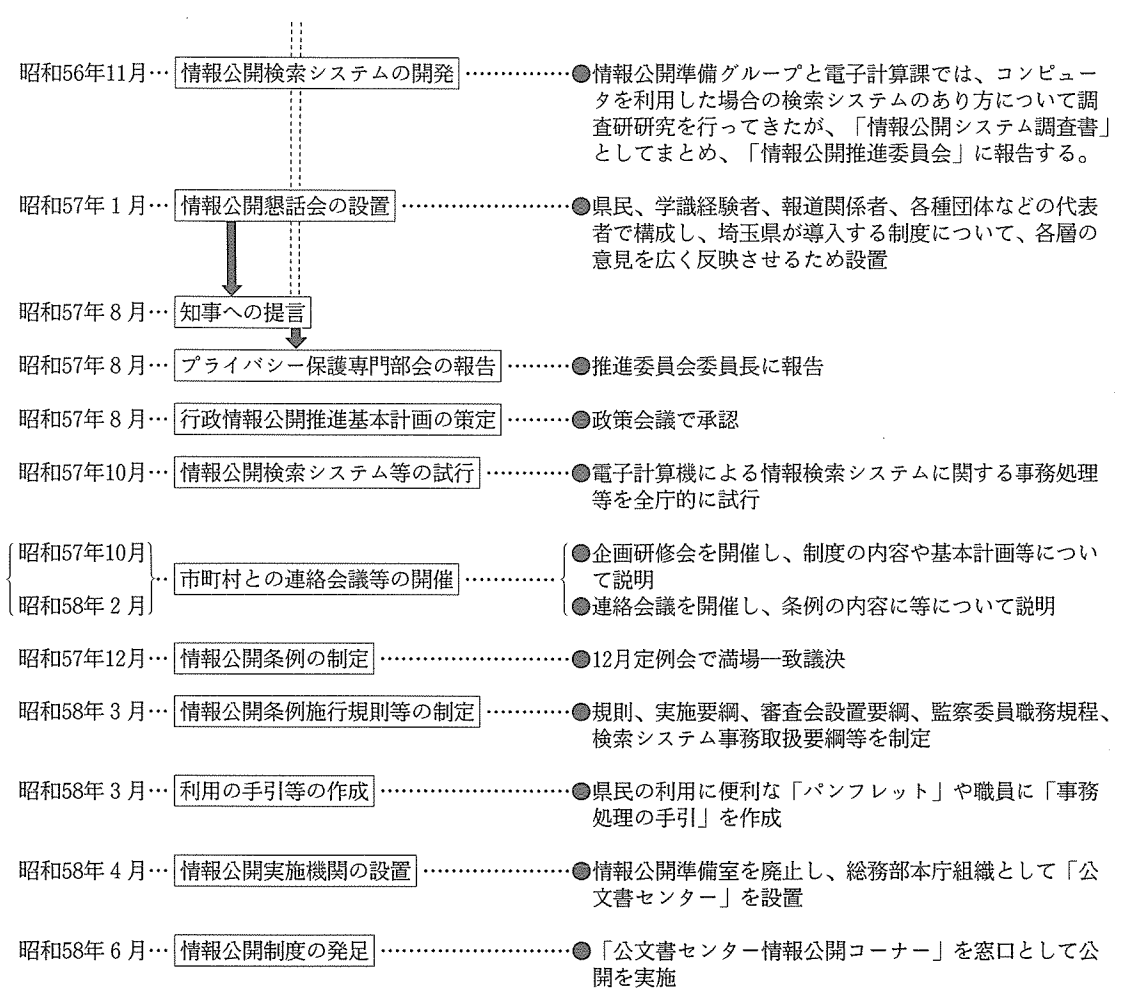 昭和56年11月… 情報公開検索システムの開発 ……………●情報公開準備グループと電子計算課では、コンピュー
タを利用した場合の検索システムのあり方について調
査研研究を行ってきたが、「情報公開システム調査書」
としてまとめ、「情報公開推進委員会」に報告する。
昭和57年1月… 情報公開懇話会の設置 ……………………●県民、学識経験者、報道関係者、各種団体などの代表
者で構成し、埼玉県が導入する制度について、各層の
意見を広く反映させるため設置
昭和57年8月… 知事への提言
昭和57年8月… プライバシー保護専門部会の報告 ………●推進委員会委員長に報告
昭和57年8月… 行政情報公開推進基本計画の策定 ………●政策会議で承認
昭和57年10月… 情報公開検索システム等の試行 …………●電子計算機による情報検索システムに関する事務処理
等を全庁的に試行
昭和57年10月
昭和58年2月
‥ 市町村との連絡会議等の開催 …………
●企画研修会を開催し、制度の内容や基本計画等につい
て説明
●連絡会議を開催し、条例の内容に等について説明
昭和57年12月… 情報公開条例の制定 ………………………●12月定例会で満場一致議決
昭和58年3月… 情報公開条例施行規則等の制定 …………●規則、実施要綱、審査会設置要綱、監察委員職務規程、
検索システム事務取扱要綱等を制定
昭和58年3月… 利用の手引等の作成 ………………………●県民の利用に便利な「パンフレット」や職員に「事務
処理の手引」を作成
昭和58年4月… 情報公開実施機関の設置 …………………●情報公開準備室を廃止し、総務部本庁組織として「公
文書センター」を設置
昭和58年6月… 情報公開制度の発足 ………………………●「公文書センター情報公開コーナー」を窓口として公
開を実施